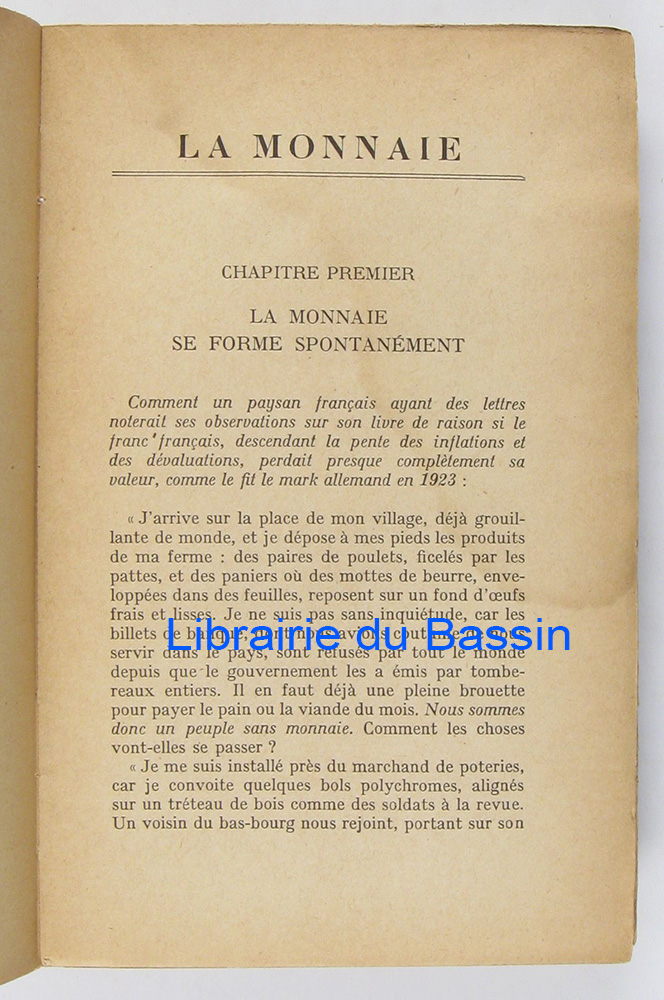 LA MONNAIE
CHAPITRE PREMIER
LA MONNAIE
SE FORME SPONTANÉMENT
Comment un paysan français ayant des lettres
noterait ses observations sur son livre de raison si le
franc français, descendant la pente des inflations et
des dévaluations, perdait presque complètement sa
valeur, comme le fit le mark allemand en 1923 :
« J'arrive sur la place de mon village, déjà grouil-
lante de monde, et je dépose à mes pieds les produits
de ma ferme : des paires de poulets, ficelés par les
pattes, et des paniers où des mottes de beurre, enve-
loppées dans des feuilles, reposent sur un fond d'œufs
frais et lissés. Je ne suis pas sans inquiétude, car les
billets de banque, dont nous avions coutume de nous
Librairie du Bassin
servir dans le pays, sont refusés par tout le monde
depuis que le gouvernement les a émis par tombe-
reaux entiers. Il en faut déjà une pleine brouette
pour payer le pain ou la viande du mois. Nous sommes
donc un peuple sans monnaie. Comment les choses
vont-elles se passer ?
« Je me suis installé près du marchand de poteries,
car je convoite quelques bols polychromes, alignés
sur un tréteau de bois comme des soldats à la revue.
Un voisin du bas-bourg nous rejoint, portant sur son